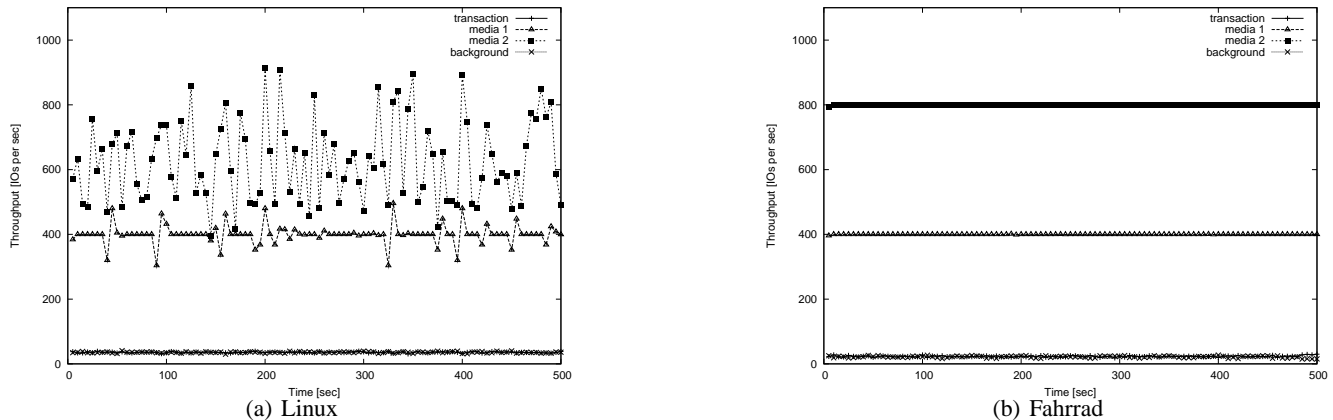 1000
800
600
400
200
0
Throughput [IOs per sec]
0 100 200 300 400 500
Time [sec]
transaction
media 1
media 2
background
(a) Linux
1000
800
600
400
200
0
Throughput [IOs per sec]
0 100 200 300 400 500
Time [sec]
transaction
media 1
media 2
background
(b) Fahrrad